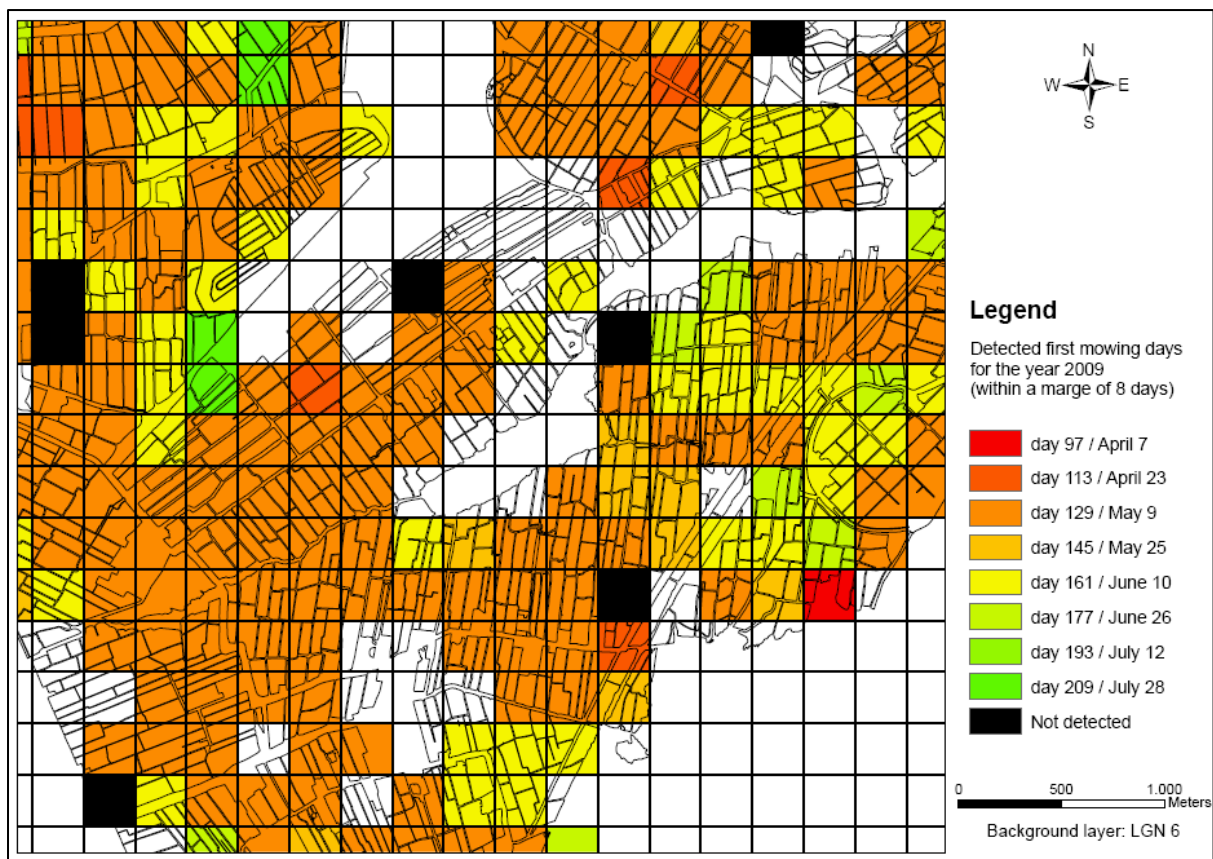 N
W E
S
Legend
Detected first mowing days
for the year 2009
(within a marge of 8 days)
day 97 / April 7
day 113 / April 23
day 129 / May 9
day 145 / May 25
day 161 / June 10
day 177 / June 26
day 193 / July 12
day 209 / July 28
Not detected
0 500 1.000
Meters
Background layer: LGN 6